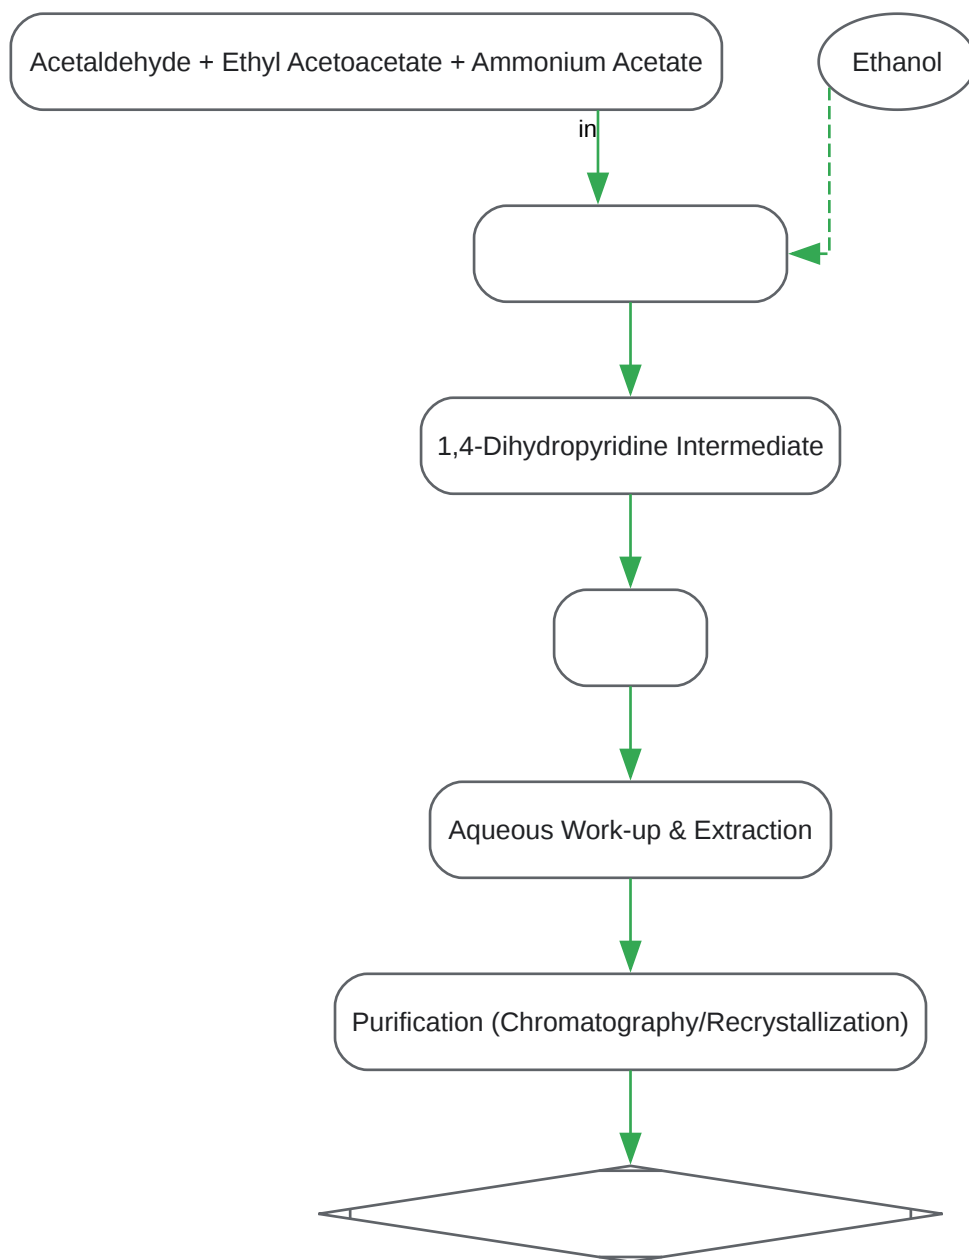 Acetaldehyde + Ethyl Acetoacetate + Ammonium Acetate
Ethanol
in
1,4-Dihydropyridine Intermediate
Aqueous Work-up & Extraction
Purification (Chromatography/Recrystallization)